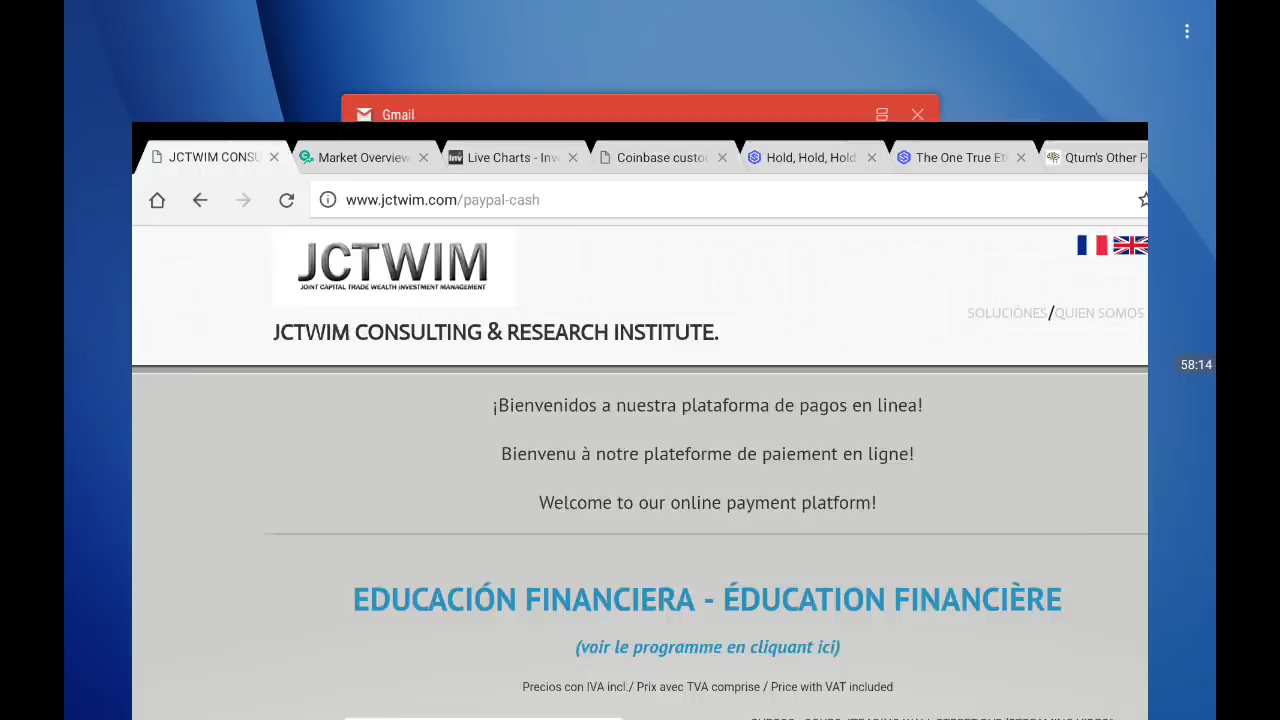 Gmail
JCTWIM CONSU
Market Overview
Live Charts - Inv
Coinbase custo
Hold, Hold, Hold
The One True Et
Qtum's Other P
www.jctwim.com/paypal-cash
JCTWIM
JOINT CAPITAL TRADE WEALTH INVESTMENT MANAGEMENT
JCTWIM CONSULTING & RESEARCH INSTITUTE.
SOLUCIÓNES/QUIEN SOMOS
58:14
¡Bienvenidos a nuestra plataforma de pagos en linea!
Bienvenu à notre plateforme de paiement en ligne!
Welcome to our online payment platform!
EDUCACIÓN FINANCIERA - ÉDUCATION FINANCIÈRE
(voir le programme en cliquant ici)
Precios con IVA incl./ Prix avec TVA comprise / Price with VAT included